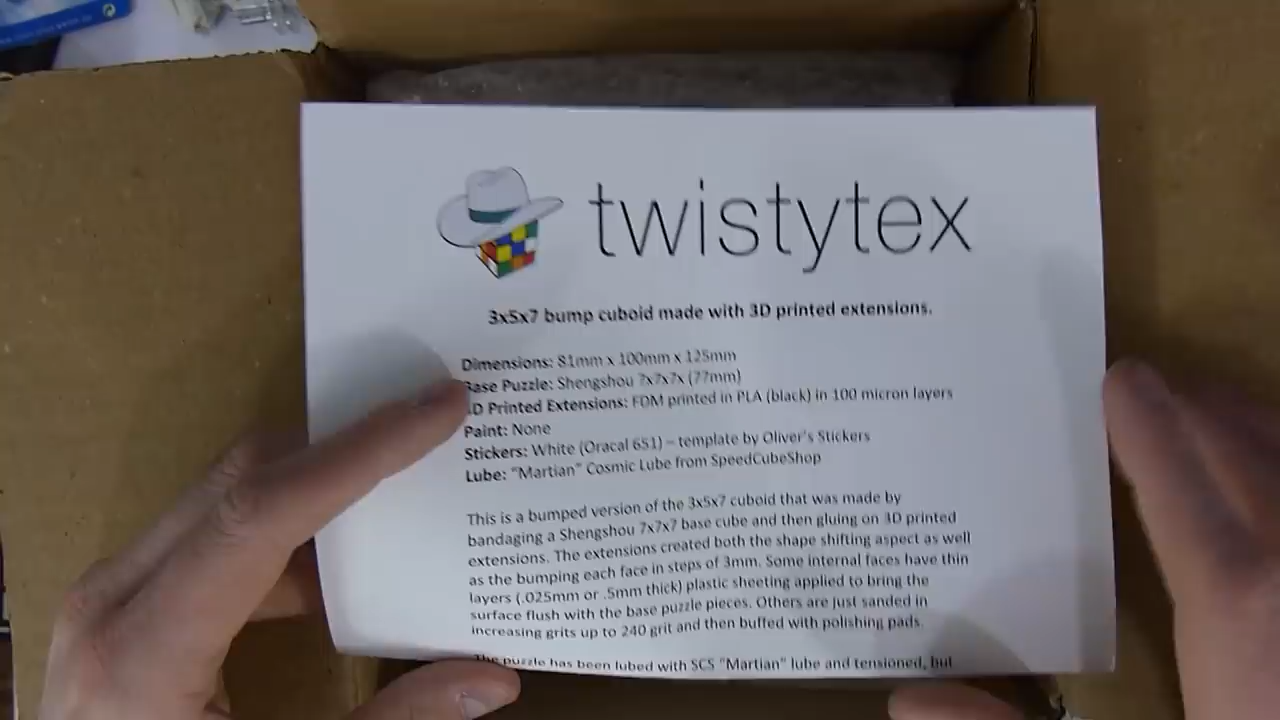 twistytex
3x5x7 bump cuboid made with 3D printed extensions.
Dimensions: 81mm x 100mm x 125mm
Base Puzzle: Shengshou 7x7x7x (77mm)
3D Printed Extensions: FDM printed in PLA (black) in 100 micron layers
Paint: None
Stickers: White (Oracal 651) – template by Oliver's Stickers
Lube: "Martian" Cosmic Lube from SpeedCubeShop
This is a bumped version of the 3x5x7 cuboid that was made by
bandaging a Shengshou 7x7x7 base cube and then gluing on 3D printed
extensions. The extensions created both the shape shifting aspect as well
as the bumping each face in steps of 3mm. Some internal faces have thin
layers (.025mm or .5mm thick) plastic sheeting applied to bring the
surface flush with the base puzzle pieces. Others are just sanded in
increasing grits up to 240 grit and then buffed with polishing pads.
The puzzle has been lubed with SCS "Martian" lube and tensioned, but